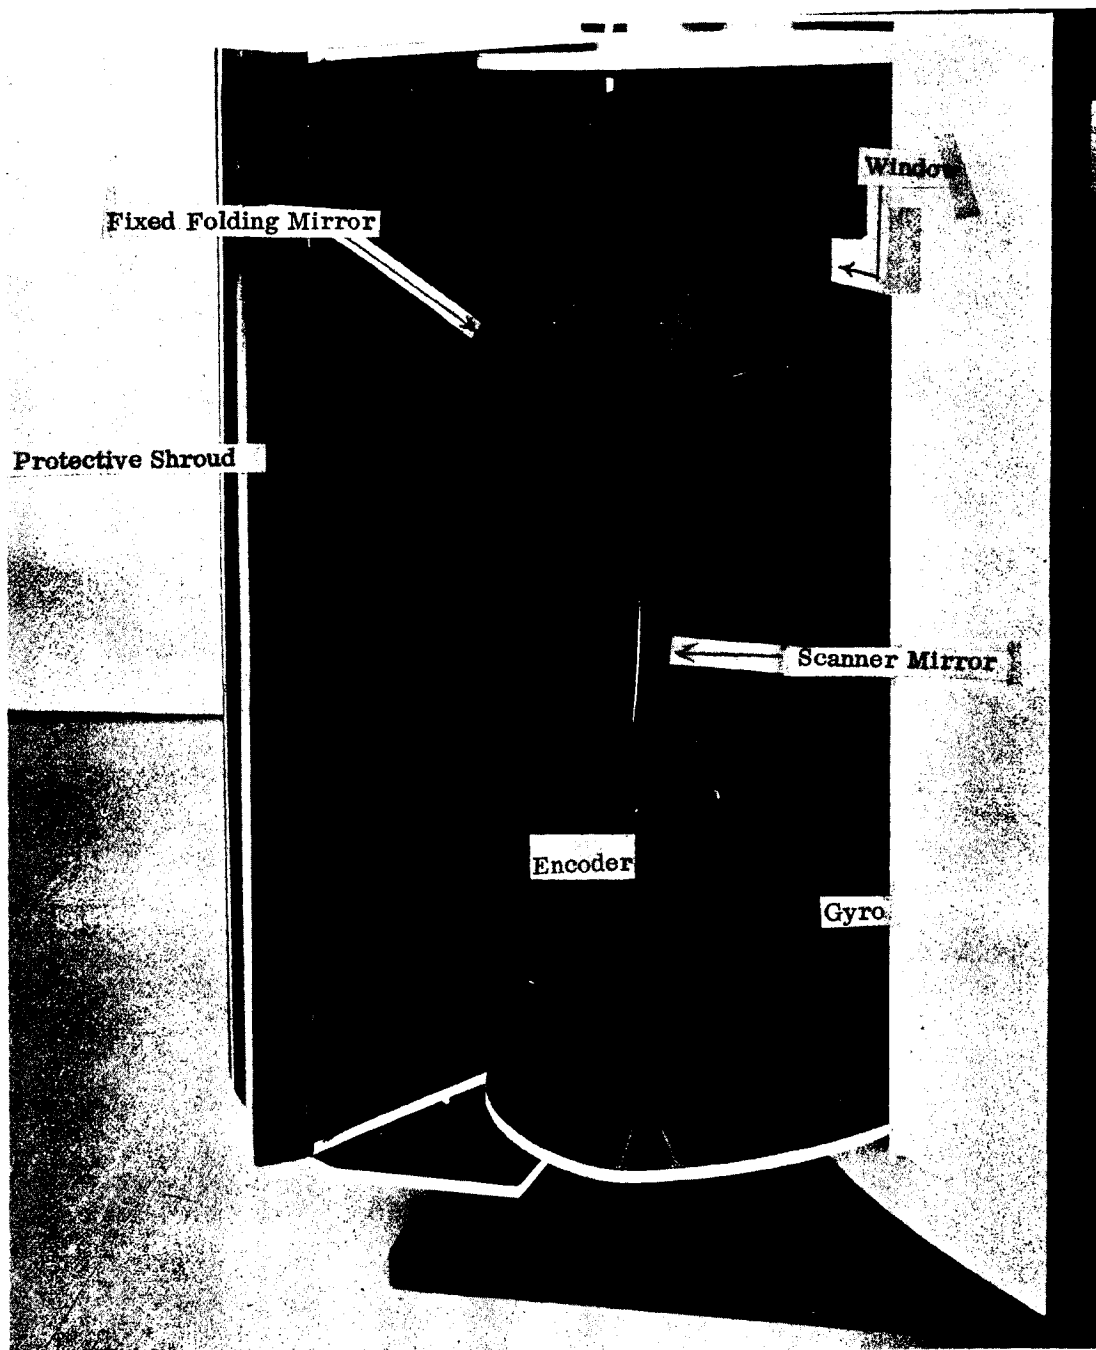 Window
Fixed Folding Mirror
Protective Shroud
Scanner Mirror
Encoder
Gyro